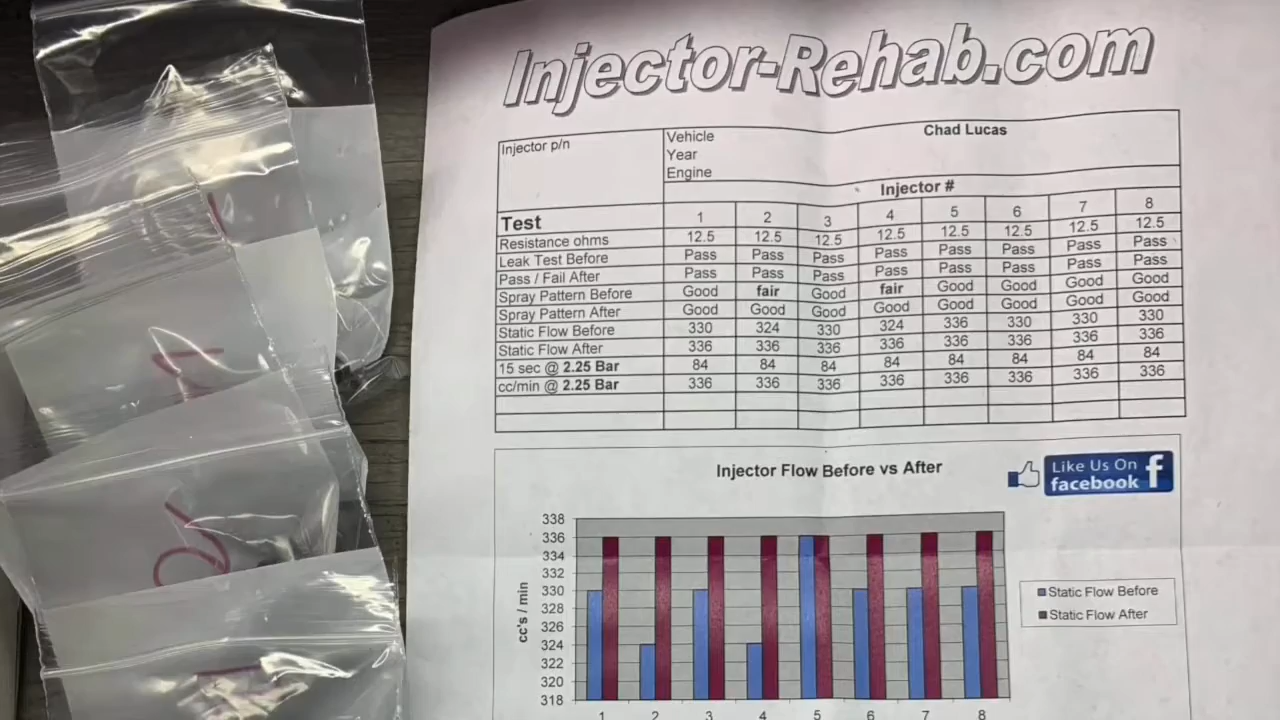 Injector-Rehab.com
Injector p/n Vehicle Chad Lucas
Year
Engine
Injector #
Test 1 2 3 4 5 6 7 8
Resistance ohms 12.5 12.5 12.5 12.5 12.5 12.5 12.5 12.5
Leak Test Before Pass Pass Pass Pass Pass Pass Pass Pass
Pass / Fail After Pass Pass Pass Pass Pass Pass Pass Pass
Spray Pattern Before Good fair Good fair Good Good Good Good
Spray Pattern After Good Good Good Good Good Good Good Good
Static Flow Before 330 324 330 324 336 330 330 330
Static Flow After 336 336 336 336 336 336 336 336
15 sec @ 2.25 Bar 84 84 84 84 84 84 84 84
cc/min @ 2.25 Bar 336 336 336 336 336 336 336 336
Injector Flow Before vs After
Like Us On
facebook f
338
336
334
332
330
328
326
324
322
320
318
cc's / min
1 2 3 4 5 6 7 8
Static Flow Before
Static Flow After